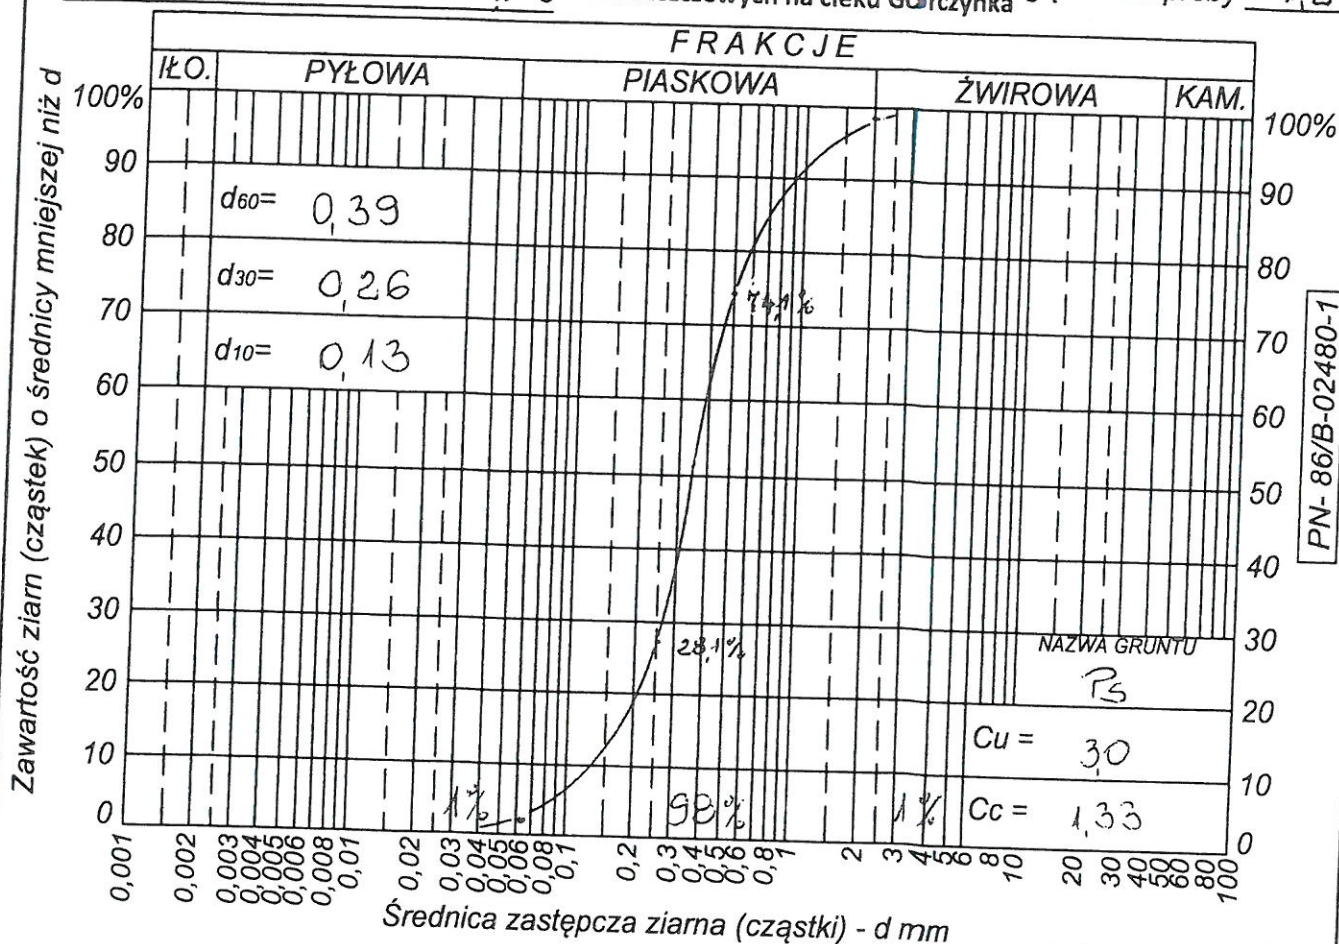 na cieku Gorczynka
FRAKCJE
IŁO. PYŁOWA PIASKOWA ŻWIROWA KAM.
Zawartość ziarn (cząstek) o średnicy mniejszej niż d
100%
90
80
70
60
50
40
30
20
10
0
d60= 0,39
d30= 0,26
d10= 0,13
74,1%
28,1%
1% 98% 1%
NAZWA GRUNTU
Ps
Cu = 3,0
Cc = 1,33
100%
90
80
70
60
50
40
30
20
10
0
PN- 86/B-02480-1
0,001 0,002 0,003 0,004 0,005 0,006 0,008 0,01 0,02 0,03 0,04 0,05 0,06 0,08 0,1 0,2 0,3 0,4 0,5 0,6 0,8 1 2 3 4 5 6 8 10 20 30 40 50 60 80 100
Średnica zastępcza ziarna (cząstki) - d mm